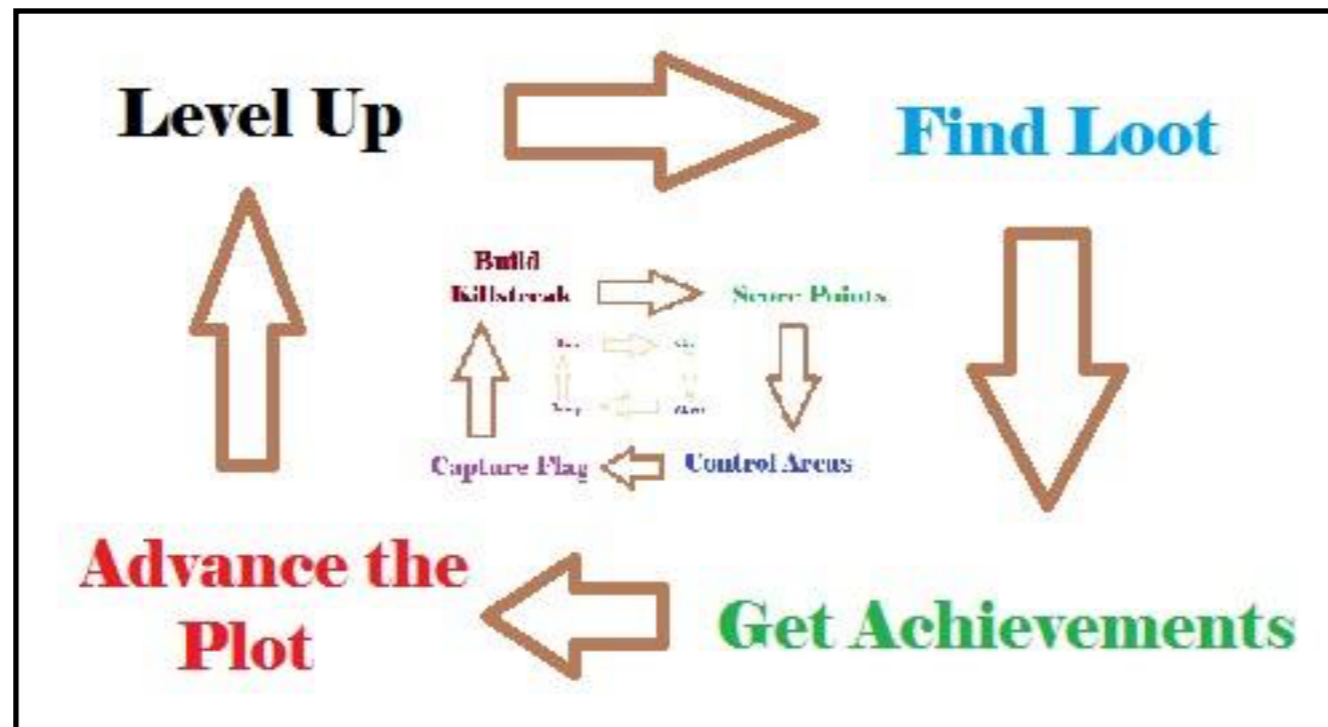 Level Up
Find Loot
Build
Killstreak
Score Points
Capture Flag
Control Areas
Advance the
Plot
Get Achievements